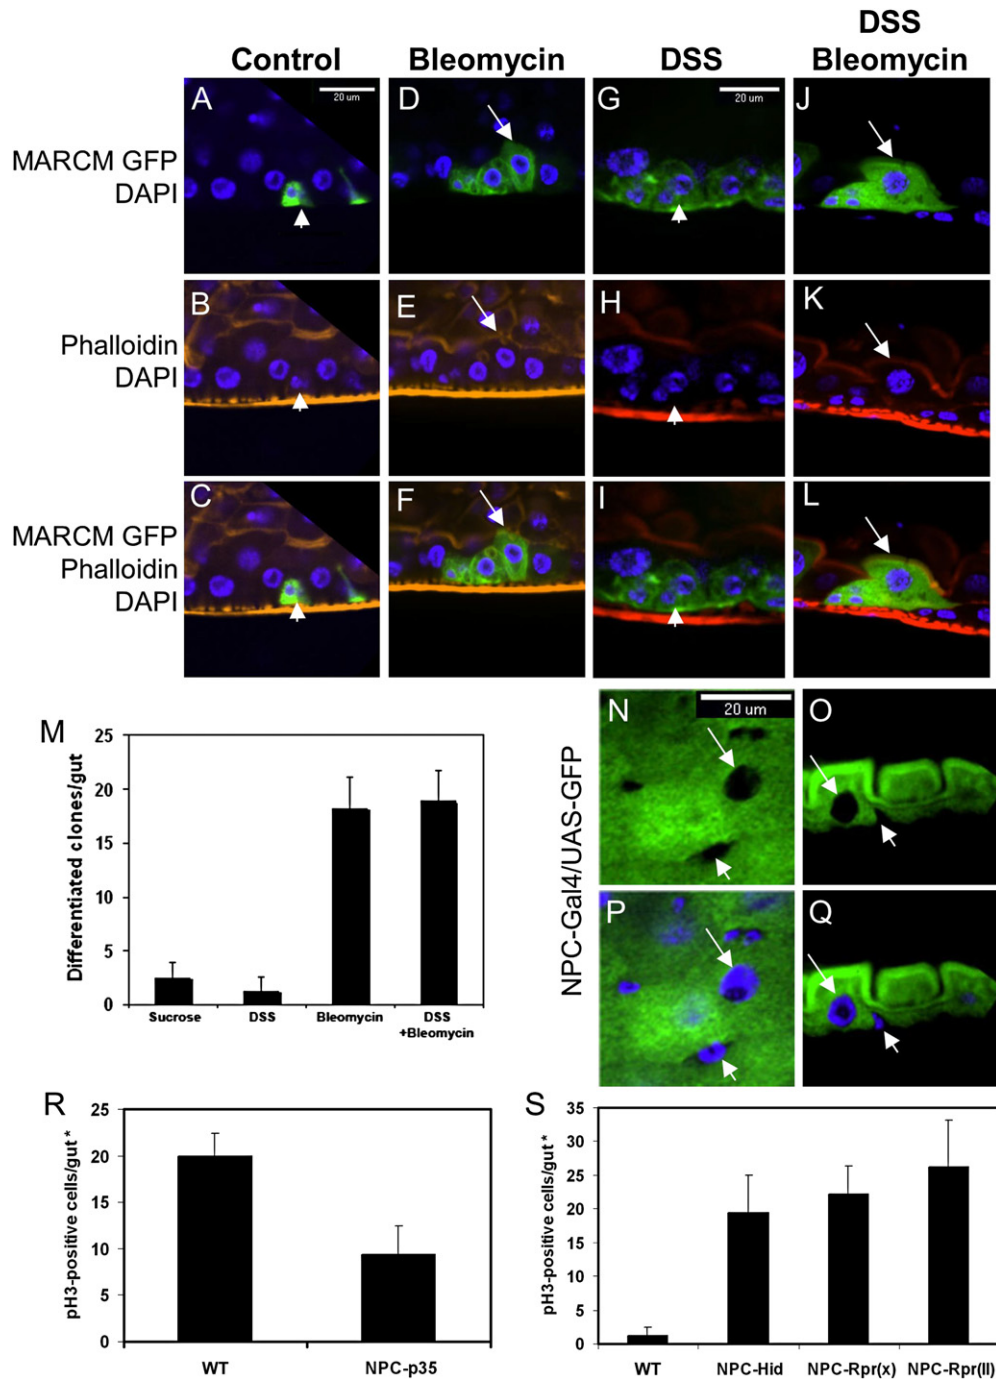 DSS
Control Bleomycin DSS Bleomycin
A 20 um D G 20 um J
MARCM GFP
DAPI
B E H K
Phalloidin
DAPI
C F I L
MARCM GFP
Phalloidin
DAPI
M
Differentiated clones/gut
25
20
15
10
5
0
Sucrose DSS Bleomycin DSS
+Bleomycin
NPC-Gal4/UAS-GFP
N 20 um O
P Q
R
pH3-positive cells/gut *
25
20
15
10
5
0
WT NPC-p35
S
pH3-positive cells/gut *
35
30
25
20
15
10
5
0
WT NPC-Hid NPC-Rpr(x) NPC-Rpr(II)